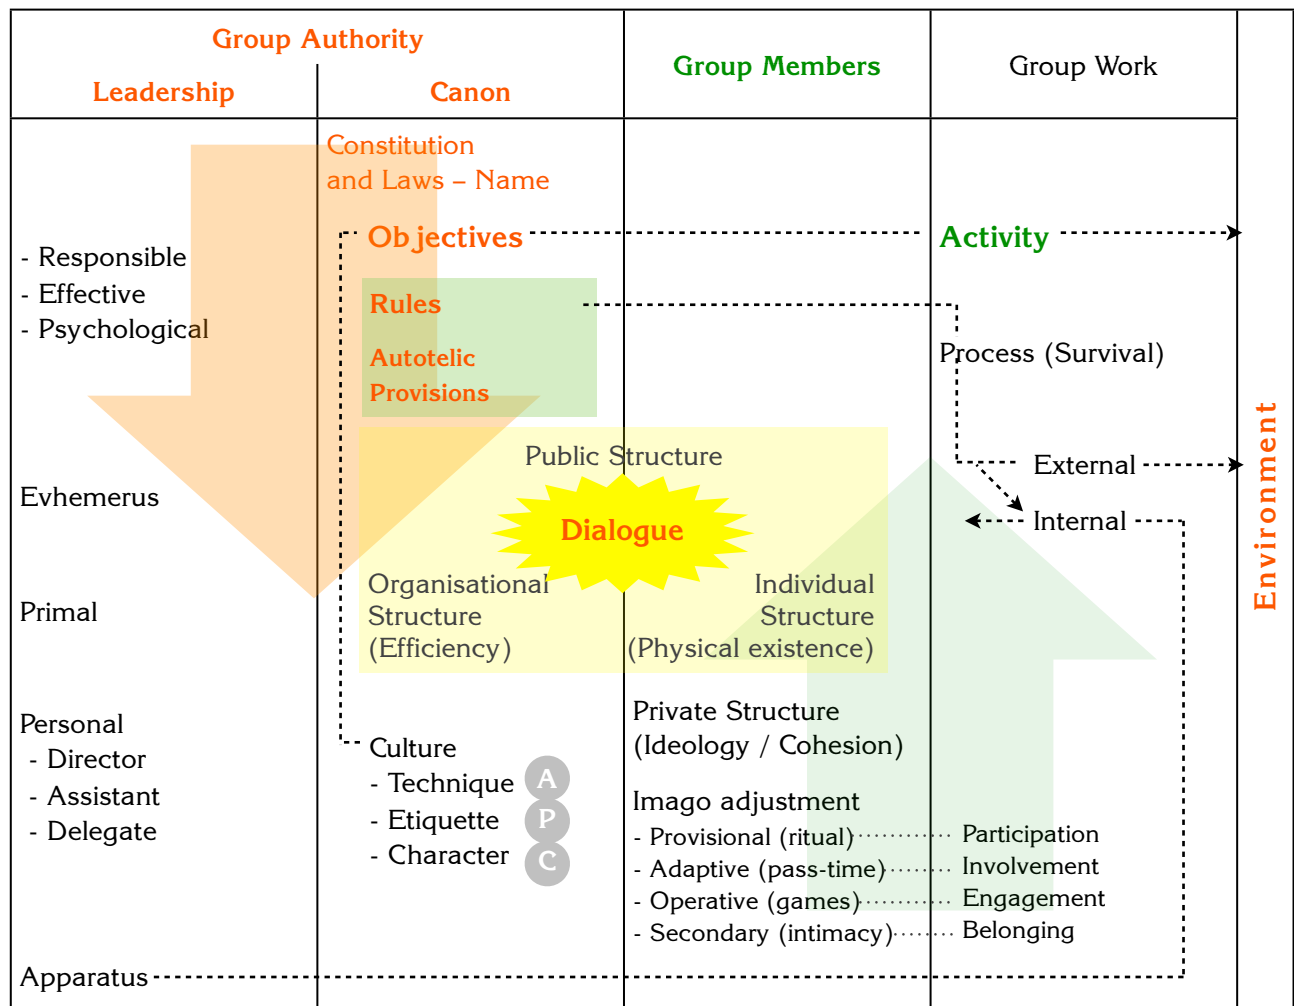 Group Authority
Leadership
Canon
Group Members
Group Work
Constitution
and Laws – Name
Objectives
Activity
- Responsible
- Effective
- Psychological
Rules
Autotelic
Provisions
Process (Survival)
Environment
Public Structure
External
Evhemerus
Dialogue
Internal
Organisational
Structure
(Efficiency)
Individual
Structure
(Physical existence)
Primal
Private Structure
(Ideology / Cohesion)
Personal
- Director
- Assistant
- Delegate
Culture
- Technique A
- Etiquette P
- Character C
Imago adjustment
- Provisional (ritual) Participation
- Adaptive (pass-time) Involvement
- Operative (games) Engagement
- Secondary (intimacy) Belonging
Apparatus